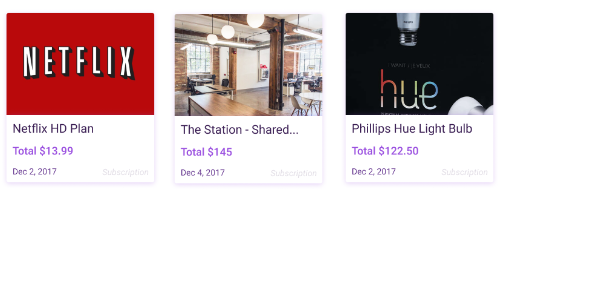 NETFLIX
Netflix HD Plan
Total $13.99
Dec 2, 2017
Subscription
The Station - Shared...
Total $145
Dec 4, 2017
Subscription
hue
Phillips Hue Light Bulb
Total $122.50
Dec 2, 2017
Subscription